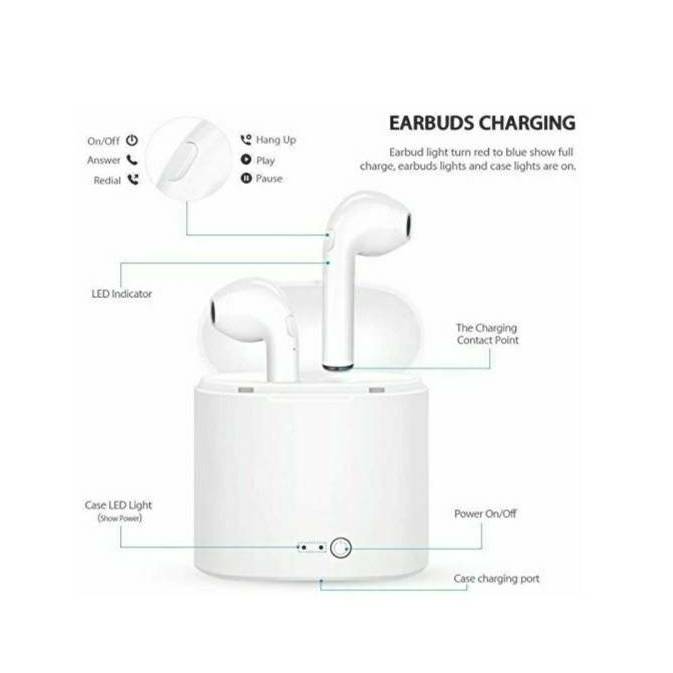 EARBUDS CHARGING
Earbud light turn red to blue show full
charge, earbuds lights and case lights are on.
On/Off
Answer
Redial
Hang Up
Play
Pause
LED Indicator
The Charging
Contact Point
Case LED Light
(Show Power)
Power On/Off
Case charging port